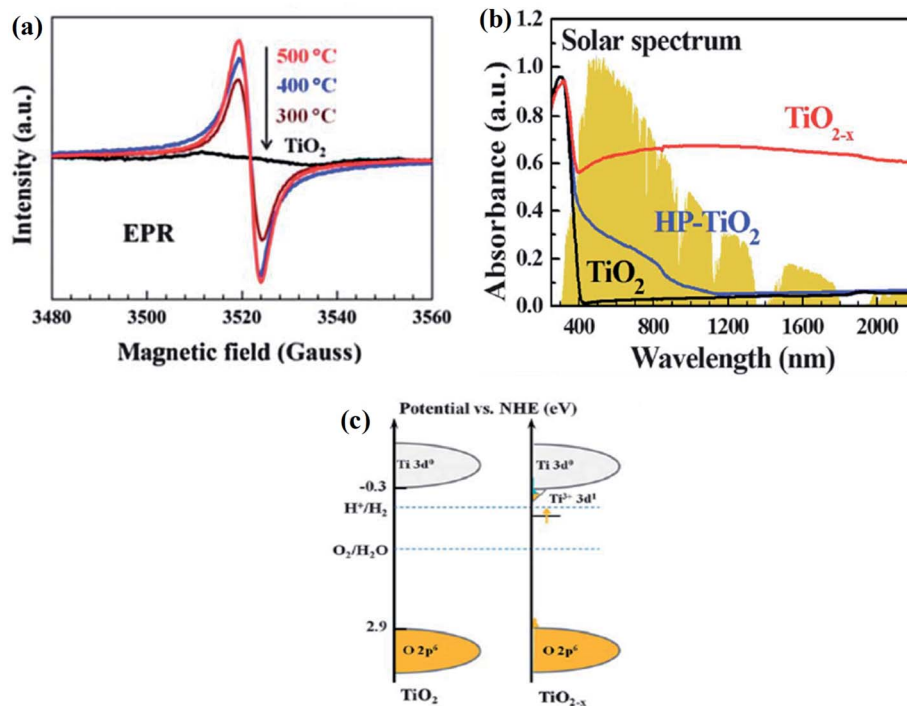 (a)
500 °C
400 °C
300 °C
TiO₂
EPR
Intensity (a.u.)
3480 3500 3520 3540 3560
Magnetic field (Gauss)
(b)
Solar spectrum
TiO₂₋ₓ
HP-TiO₂
TiO₂
Absorbance (a.u.)
1.2
1.0
0.8
0.6
0.4
0.2
0.0
400 800 1200 1600 2000
Wavelength (nm)
(c)
Potential vs. NHE (eV)
Ti 3d⁰ Ti 3d⁰
-0.3
Ti³⁺ 3d¹
H⁺/H₂
O₂/H₂O
2.9
O 2p⁶ O 2p⁶
TiO₂ TiO₂₋ₓ